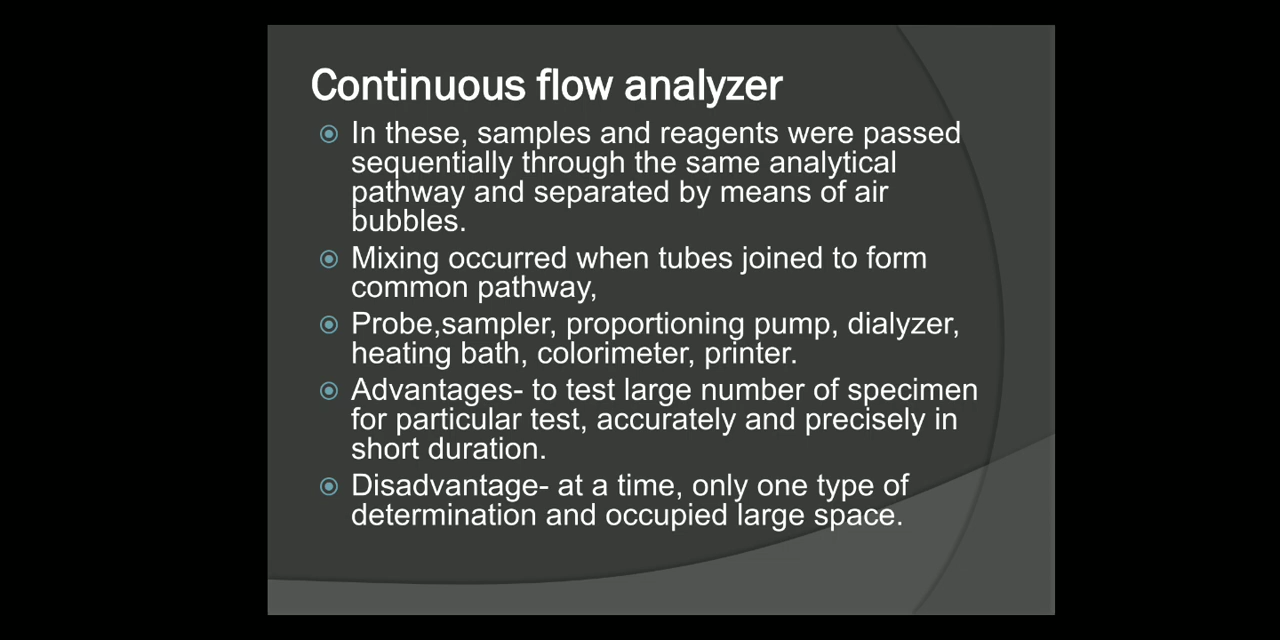 Continuous flow analyzer
In these, samples and reagents were passed
sequentially through the same analytical
pathway and separated by means of air
bubbles.
Mixing occurred when tubes joined to form
common pathway,
Probe,sampler, proportioning pump, dialyzer,
heating bath, colorimeter, printer.
Advantages- to test large number of specimen
for particular test, accurately and precisely in
short duration.
Disadvantage- at a time, only one type of
determination and occupied large space.